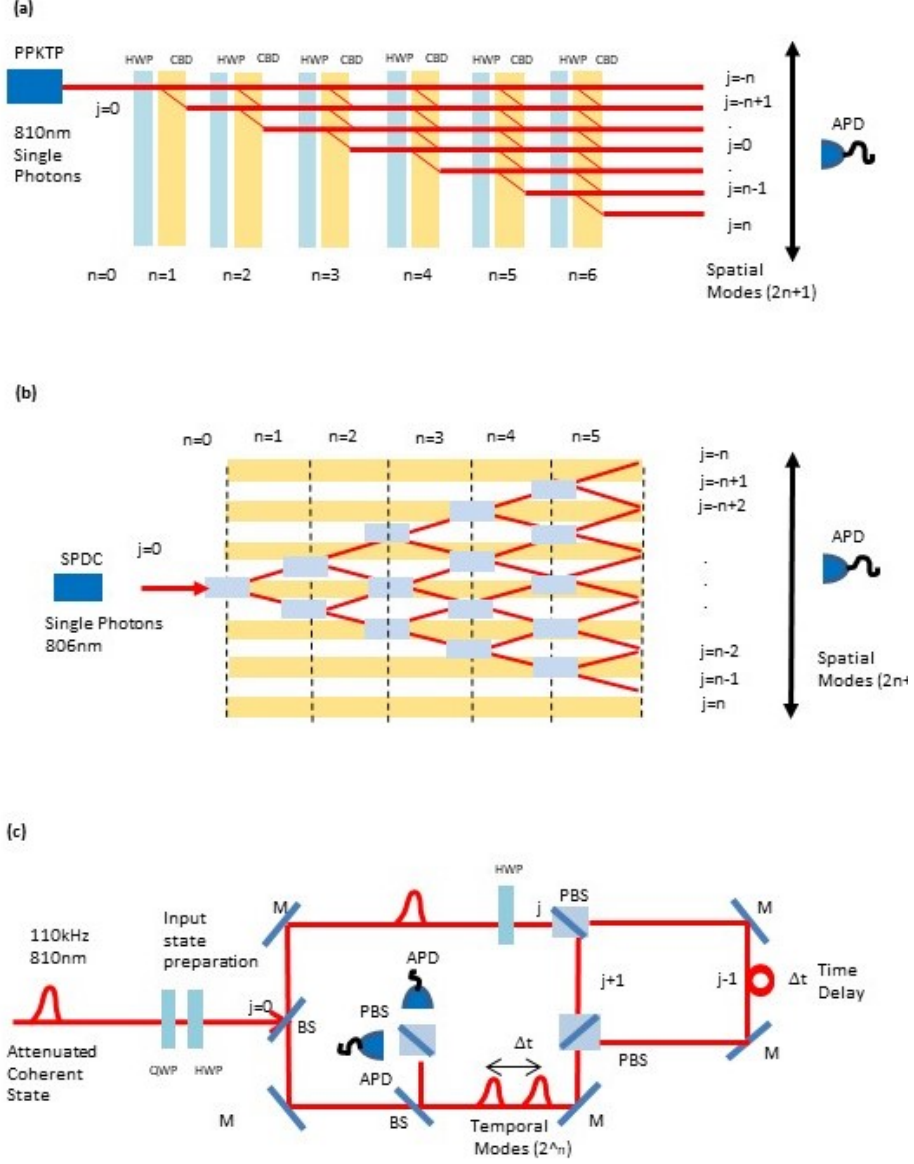 (a)
PPKTP
HWP CBD HWP CBD HWP CBD HWP CBD HWP CBD HWP CBD
j=0
810nm
Single
Photons
j=-n
j=-n+1
.
j=0
.
j=n-1
j=n
APD
n=0 n=1 n=2 n=3 n=4 n=5 n=6
Spatial
Modes (2n+1)
(b)
n=0 n=1 n=2 n=3 n=4 n=5
j=-n
j=-n+1
j=-n+2
.
.
.
j=n-2
j=n-1
j=n
j=0
SPDC
Single Photons
806nm
APD
Spatial
Modes (2n+
(c)
110kHz
810nm
Input
state
preparation
j=0
Attenuated
Coherent
State
QWP HWP
M
BS
M
APD
PBS
APD
BS
HWP
j
PBS
j+1
M
j-1
Δt Time
Delay
Δt
PBS
M
M
Temporal
Modes (2^n)